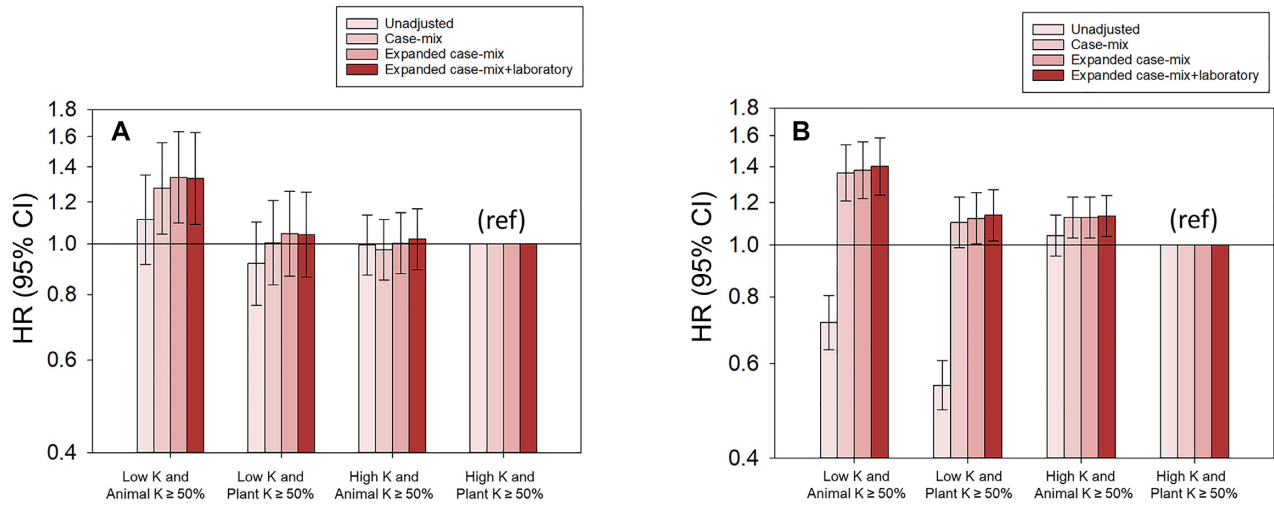 Unadjusted
Case-mix
Expanded case-mix
Expanded case-mix+laboratory
A
HR (95% CI)
1.8
1.6
1.4
1.2
1.0
0.8
0.6
0.4
(ref)
Low K and
Animal K ≥ 50%
Low K and
Plant K ≥ 50%
High K and
Animal K ≥ 50%
High K and
Plant K ≥ 50%
Unadjusted
Case-mix
Expanded case-mix
Expanded case-mix+laboratory
B
HR (95% CI)
1.8
1.6
1.4
1.2
1.0
0.8
0.6
0.4
(ref)
Low K and
Animal K ≥ 50%
Low K and
Plant K ≥ 50%
High K and
Animal K ≥ 50%
High K and
Plant K ≥ 50%